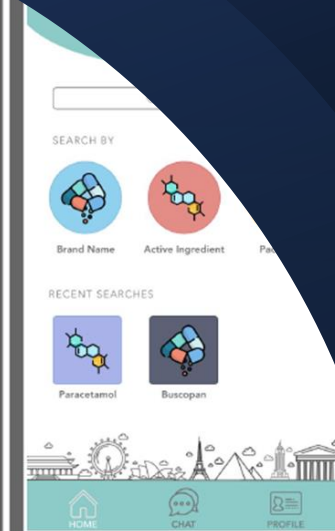 SEARCH BY
Brand Name Active Ingredient
RECENT SEARCHES
Paracetamol Buscopan
HOME CHAT PROFILE